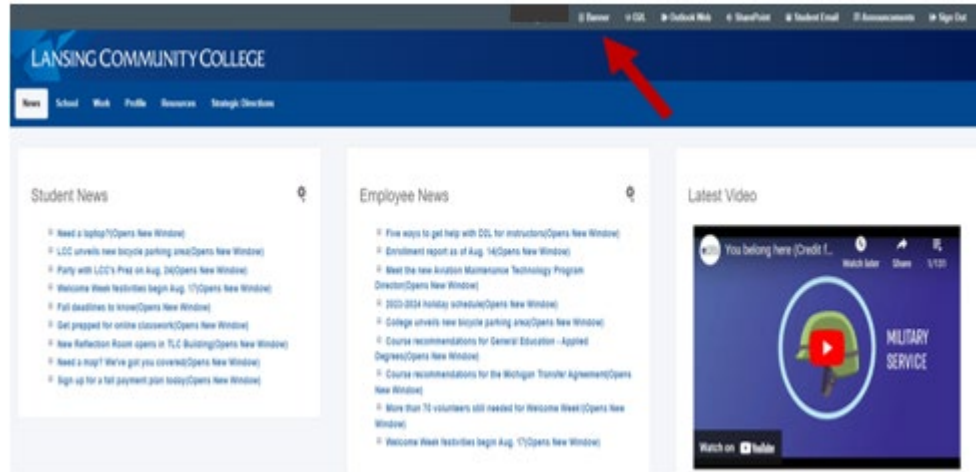 Banner D2L Outlook Web SharePoint Student Email Announcements Sign Out
LANSING COMMUNITY COLLEGE
News School Work Profile Resources Strategic Directions
Student News
Need a laptop?(Opens New Window)
LCC unveils new bicycle parking area(Opens New Window)
Party with LCC's Prez on Aug. 24(Opens New Window)
Welcome Week festivities begin Aug. 17(Opens New Window)
Fall deadlines to know(Opens New Window)
Get prepped for online classwork(Opens New Window)
New Reflection Room opens in TLC Building(Opens New Window)
Need a map? We've got you covered(Opens New Window)
Sign up for a fall payment plan today(Opens New Window)
Employee News
Five ways to get help with D2L for instructors(Opens New Window)
Enrollment report as of Aug. 14(Opens New Window)
Meet the new Aviation Maintenance Technology Program
Director(Opens New Window)
2023-2024 holiday schedule(Opens New Window)
College unveils new bicycle parking area(Opens New Window)
Course recommendations for General Education - Applied
Degrees(Opens New Window)
Course recommendations for the Michigan Transfer Agreement(Opens
New Window)
More than 70 volunteers still needed for Welcome Week!(Opens New
Window)
Welcome Week festivities begin Aug. 17(Opens New Window)
Latest Video
You belong here (Credit f...
Watch later Share 1/131
MILITARY
SERVICE
Watch on YouTube